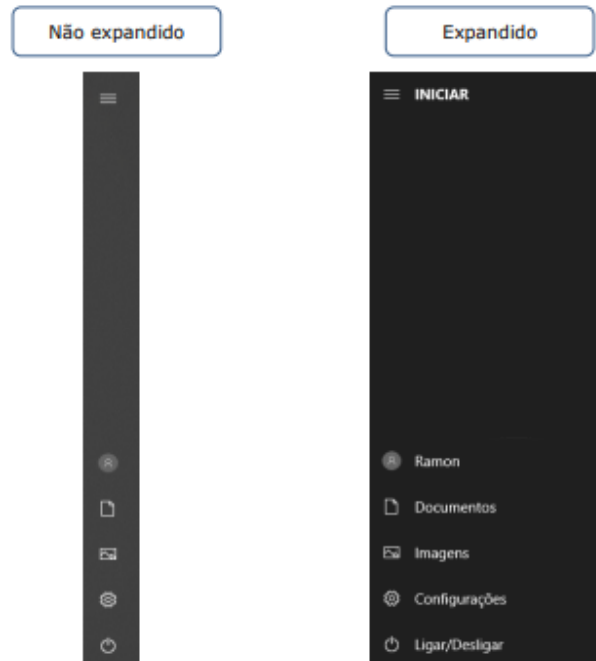 Não expandido
Expandido
INICIAR
Ramon
Documentos
Imagens
Configurações
Ligar/Desligar